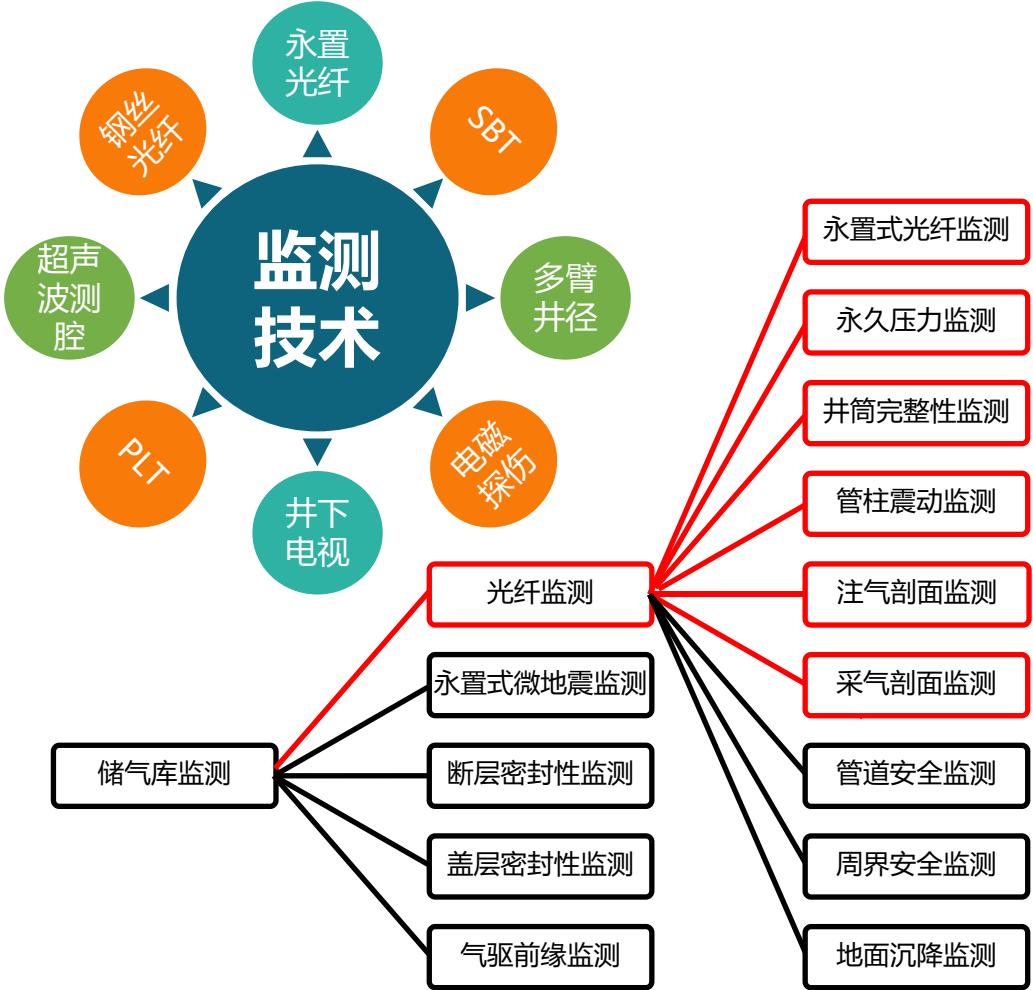 永置
光纤
钢丝
光纤
SBT
超声
波测
腔
监测
技术
多臂
井径
PLT
电磁
探伤
井下
电视
储气库监测
光纤监测
永置式微地震监测
断层密封性监测
盖层密封性监测
气驱前缘监测
永置式光纤监测
永久压力监测
井筒完整性监测
管柱震动监测
注气剖面监测
采气剖面监测
管道安全监测
周界安全监测
地面沉降监测